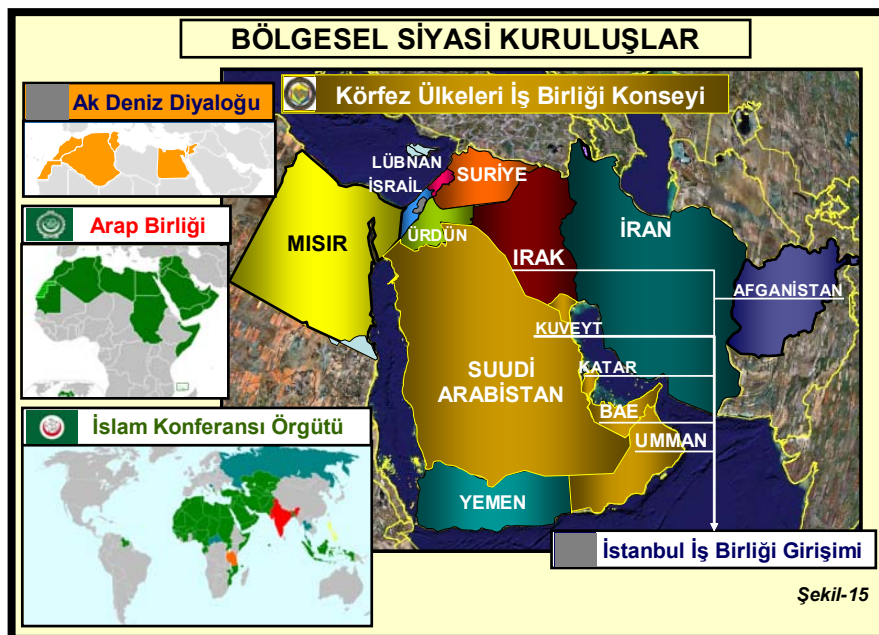 BÖLGESEL SİYASİ KURULUŞLAR
Ak Deniz Diyaloğu
Körfez Ülkeleri İş Birliği Konseyi
LÜBNAN
SURİYE
İSRAİL
Arap Birliği
MISIR
ÜRDÜN
İRAN
IRAK
AFGANİSTAN
KUVEYT
SUUDİ
ARABİSTAN
KATAR
BAE
UMMAN
İslam Konferansı Örgütü
YEMEN
İstanbul İş Birliği Girişimi
Şekil-15